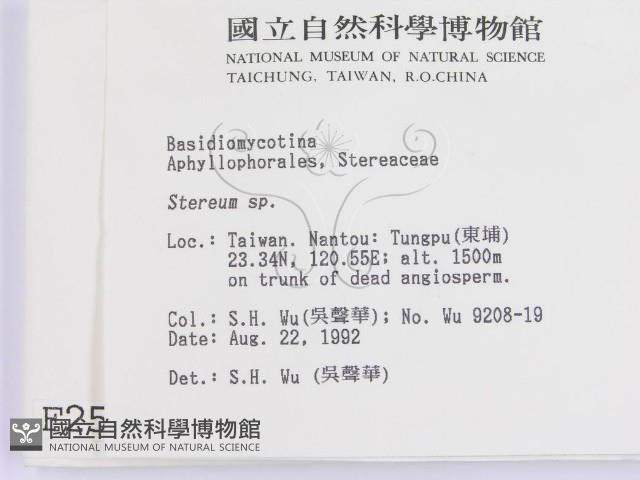 國立自然科學博物館
NATIONAL MUSEUM OF NATURAL SCIENCE
TAICHUNG, TAIWAN, R.O.CHINA
Basidiomycotina
Aphyllophorales, Stereaceae
Stereum sp.
Loc.: Taiwan. Nantou: Tungpu(東埔)
23.34N, 120.55E; alt. 1500m
on trunk of dead angiosperm.
Col.: S.H. Wu(吳聲華); No. Wu 9208-19
Date: Aug. 22, 1992
Det.: S.H. Wu (吳聲華)
F25
國立自然科學博物館
NATIONAL MUSEUM OF NATURAL SCIENCE